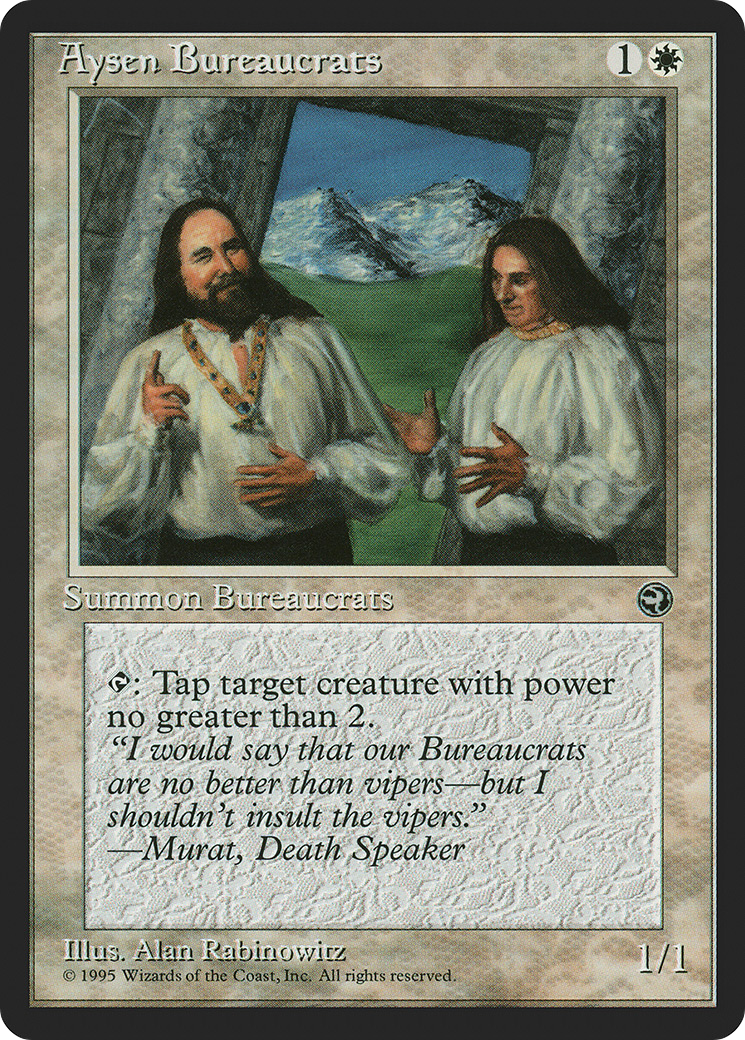 Aysen Bureaucrats 1
Summon Bureaucrats
: Tap target creature with power
no greater than 2.
“I would say that our Bureaucrats
are no better than vipers—but I
shouldn’t insult the vipers.”
—Murat, Death Speaker
Illus. Alan Rabinowitz
© 1995 Wizards of the Coast, Inc. All rights reserved.
1/1